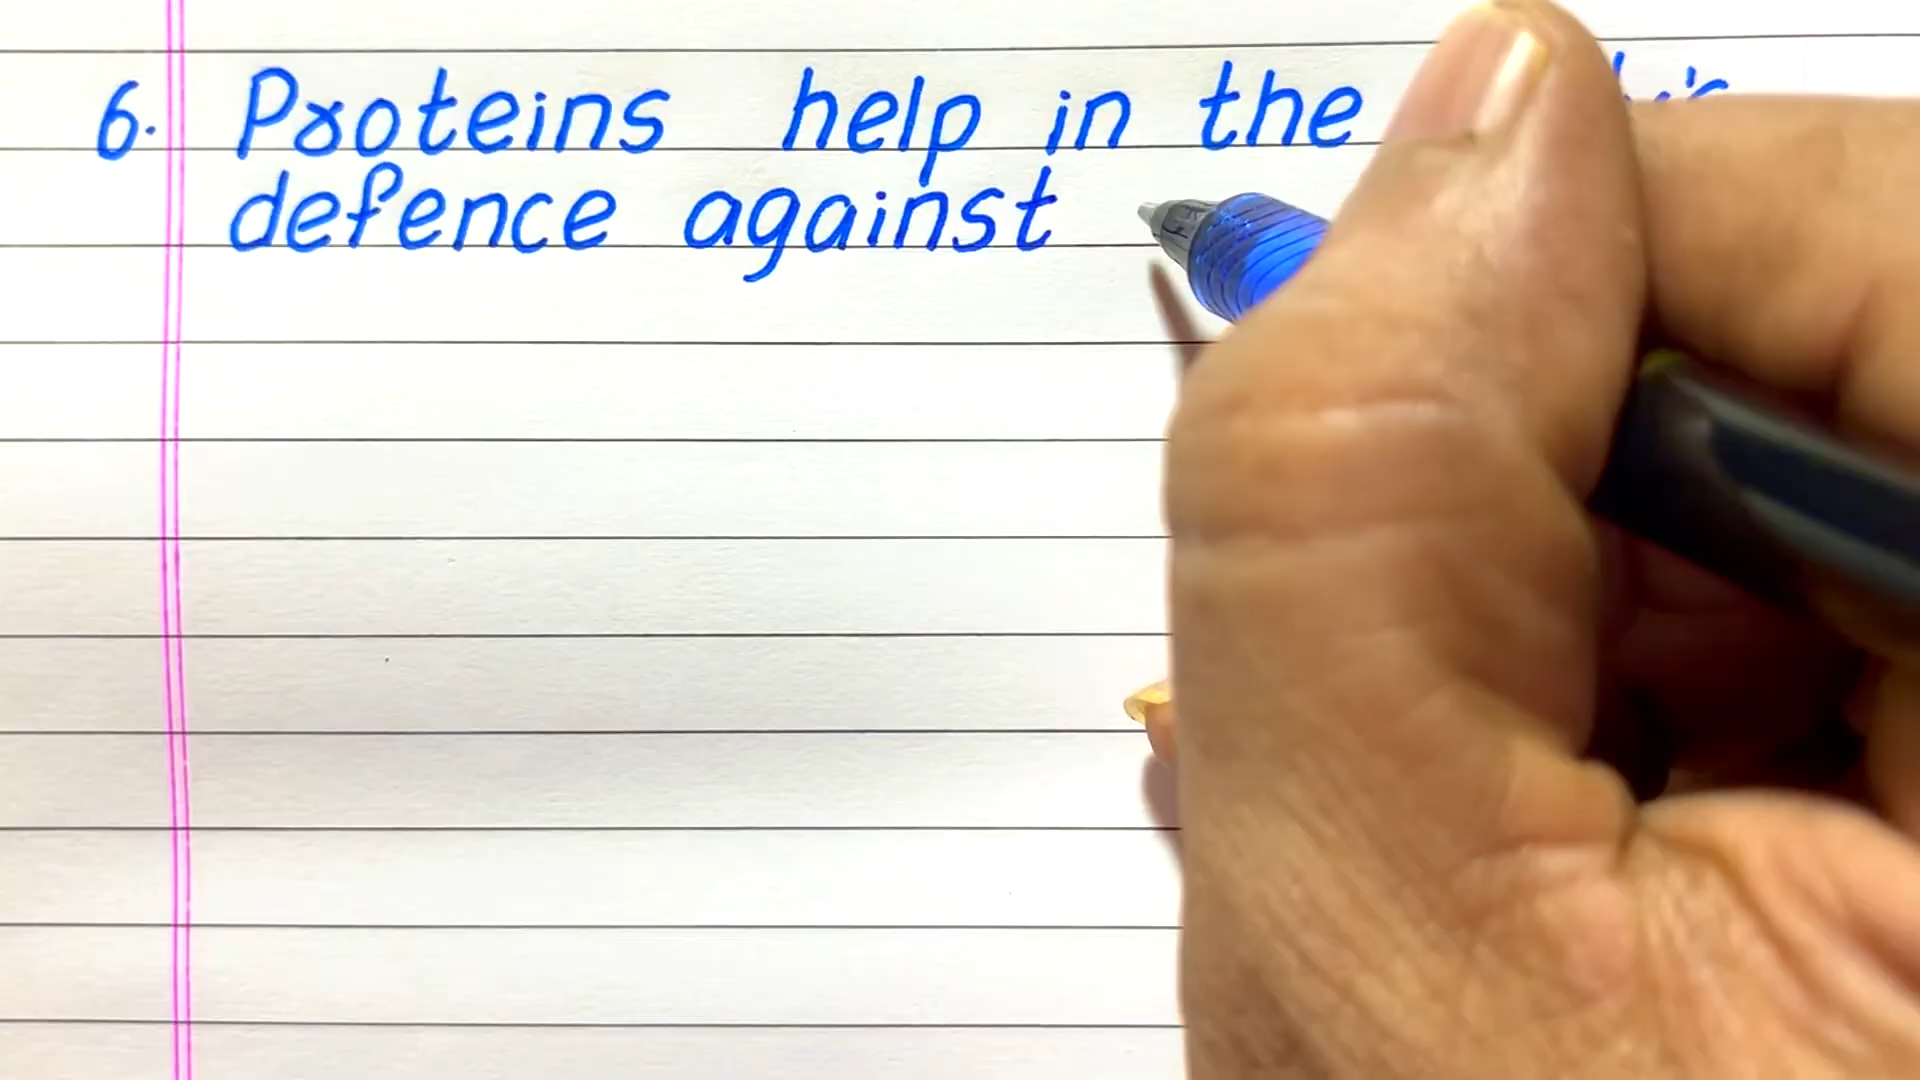 6. Proteins help in the
defence against